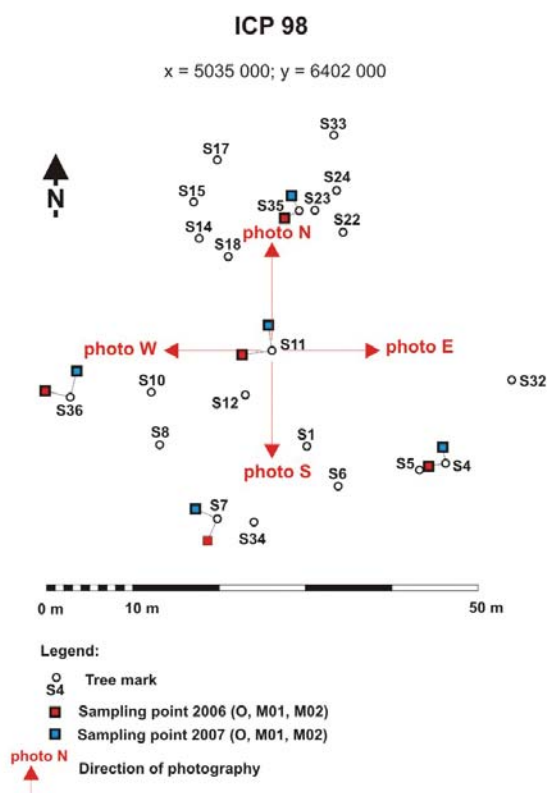 ICP 98
x = 5035 000; y = 6402 000
S33
S17
S24
S15
S35 S23
N
S22
S14
photo N
S18
photo W
S11
photo E
S32
S10
S36
S12
S8
S1
S5 S4
photo S
S6
S7
S34
0 m 10 m 50 m
Legend:
S4 Tree mark
Sampling point 2006 (O, M01, M02)
Sampling point 2007 (O, M01, M02)
photo N
Direction of photography